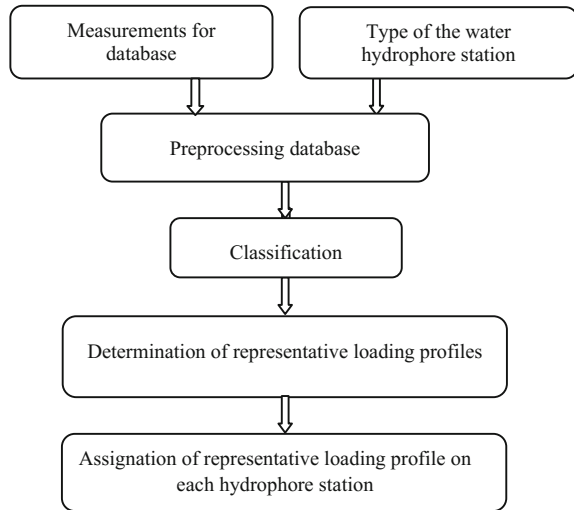 Measurements for
database
Type of the water
hydrophore station
Preprocessing database
Classification
Determination of representative loading profiles
Assignation of representative loading profile on
each hydrophore station